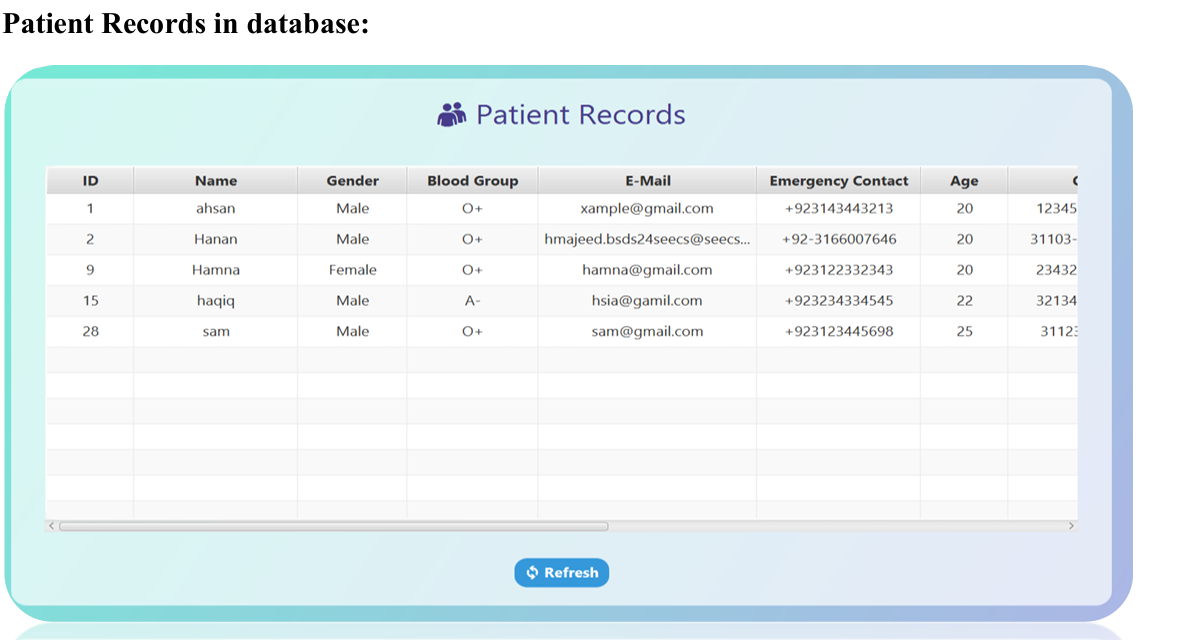 Patient Records in database:
Patient Records
ID Name Gender Blood Group E-Mail Emergency Contact Age
1 ahsan Male O+ xample@gmail.com +923143443213 20 12345
2 Hanan Male O+ hmajeed.bsds24seecs@seecs... +92-3166007646 20 31103-
9 Hamna Female O+ hamna@gmail.com +923122332343 20 23432
15 haqiq Male A- hsia@gamil.com +923234334545 22 32134
28 sam Male O+ sam@gmail.com +923123445698 25 3112
Refresh